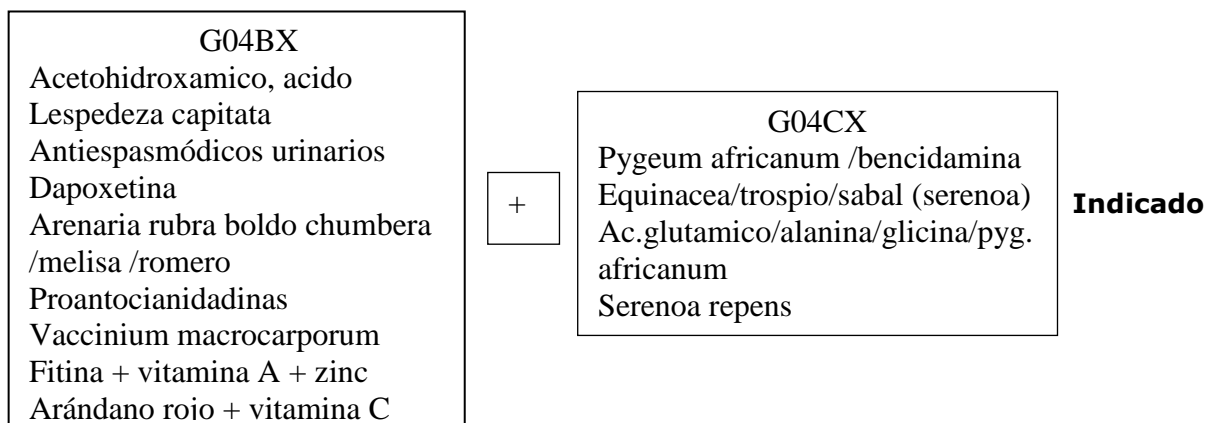 G04BX
Acetohidroxamico, acido
Lespedeza capitata
Antiespasmódicos urinarios
Dapoxetina
Arenaria rubra boldo chumbera
/melisa /romero
Proantocianidadinas
Vaccinium macrocarporum
Fitina + vitamina A + zinc
Arándano rojo + vitamina C
+
G04CX
Pygeum africanum /bencidamina
Equinacea/trospio/sabal (serenoa)
Ac.glutamico/alanina/glicina/pyg.
africanum
Serenoa repens
Indicado